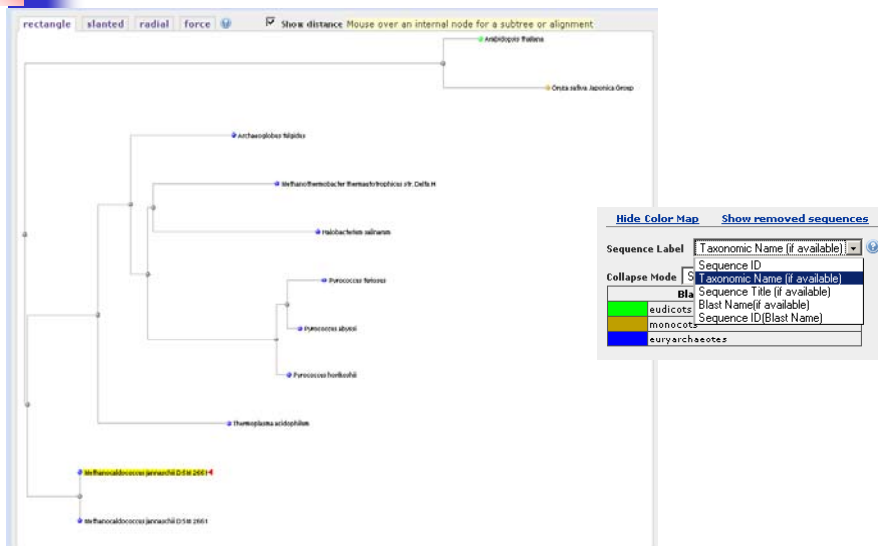 rectangle slanted radial force Show distance Mouse over an internal node for a subtree or alignment
Arabidopsis thaliana
Oryza sativa Japonica Group
Archaeoglobus fulgidus
Methanothermobacter thermautotrophicus str. Delta H
Halobacterium salinarum
Pyrococcus furiosus
Pyrococcus abyssi
Pyrococcus horikoshii
Thermoplasma acidophilum
Methanocaldococcus jannaschii DSM 2661
Methanocaldococcus jannaschii DSM 2661
Hide Color Map Show removed sequences
Sequence Label Taxonomic Name (if available)
Sequence ID
Collapse Mode S Taxonomic Name (if available)
Bla Sequence Title (if available)
eudicots Blast Name(if available)
monocots Sequence ID(Blast Name)
euryarchaeotes